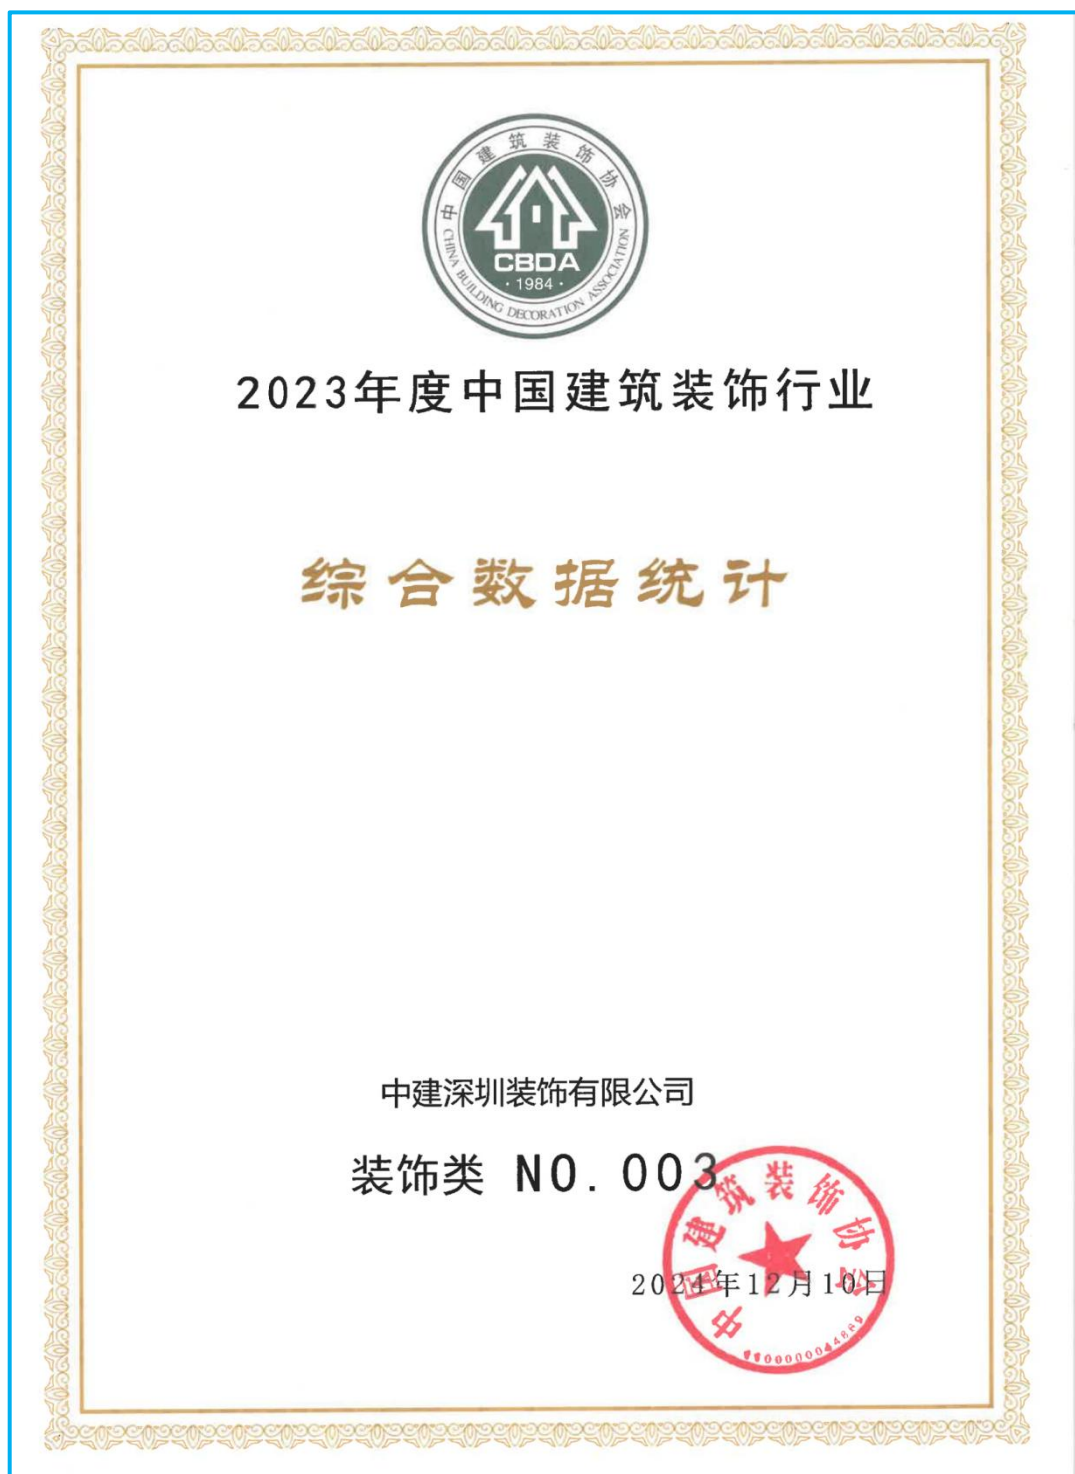 中国建筑装饰协会
CBDA
·1984·
CHINA BUILDING DECORATION ASSOCIATION
2023年度中国建筑装饰行业
综合数据统计
中建深圳装饰有限公司
装饰类 NO.003
2024年12月10日
中国建筑装饰协会